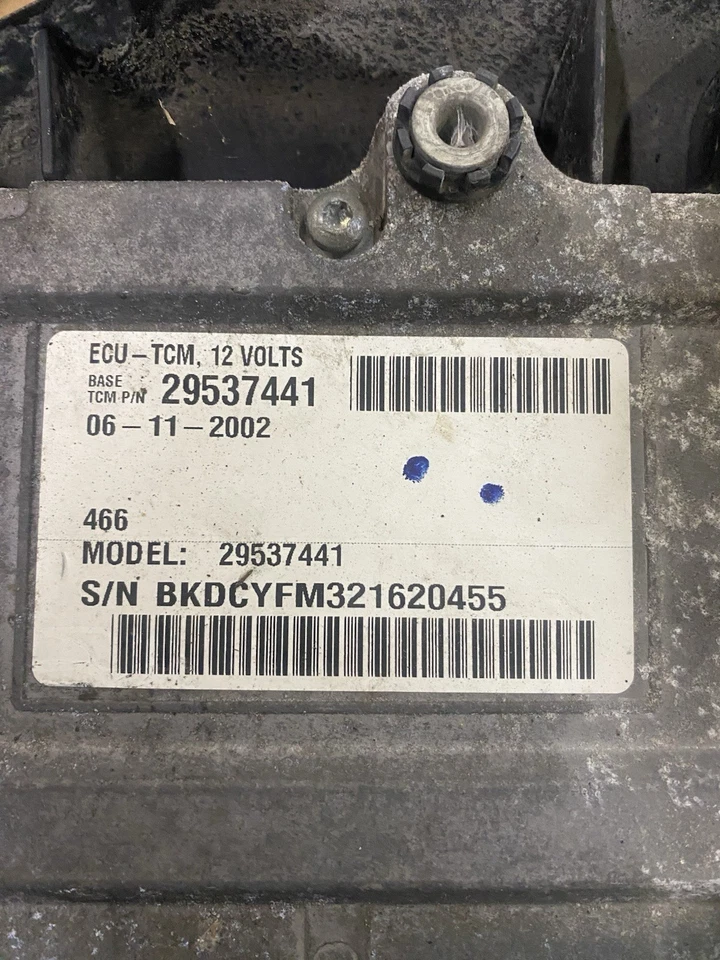 ECU – TCM, 12 VOLTS
BASE
TCM P/N 29537441
06 – 11 – 2002
466
MODEL: 29537441
S/N BKDCYFM321620455